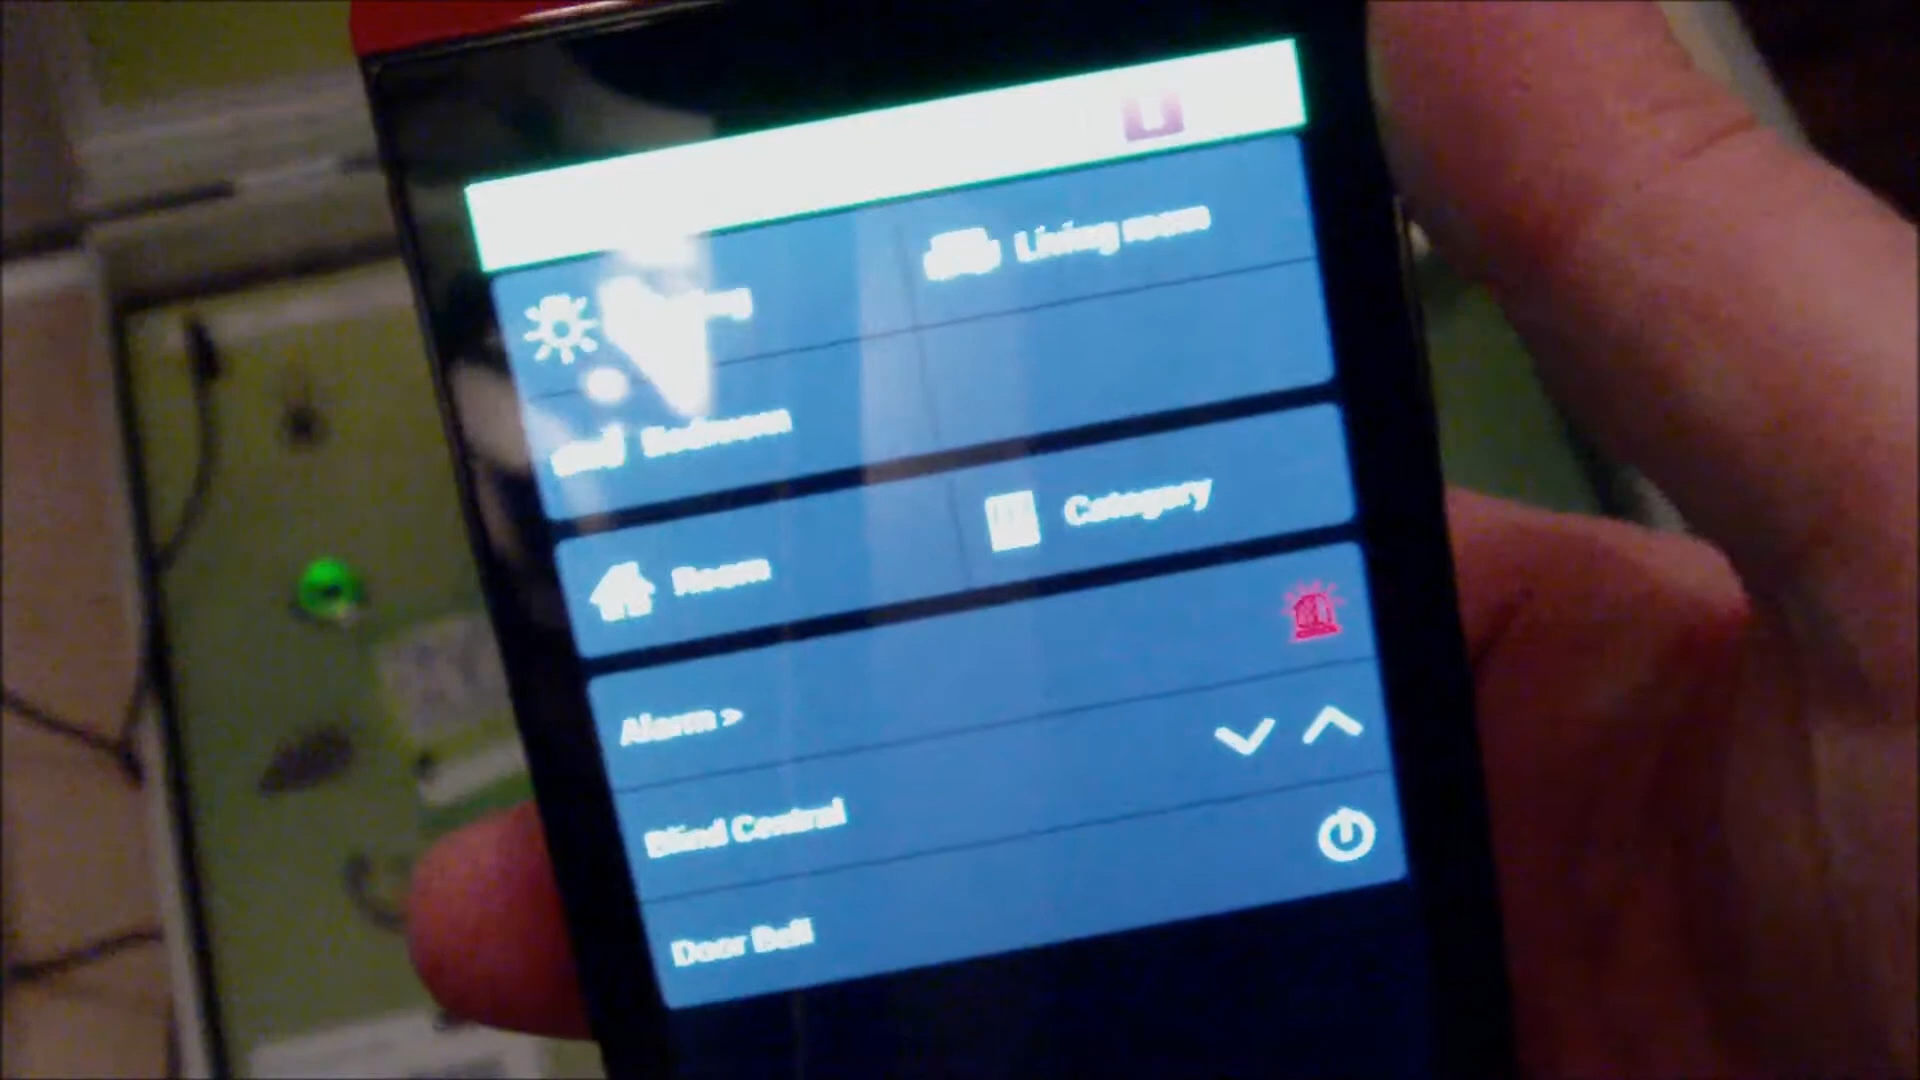 Living room
Bedroom
Room
Category
Alarm >
Blind Control
Door Bell